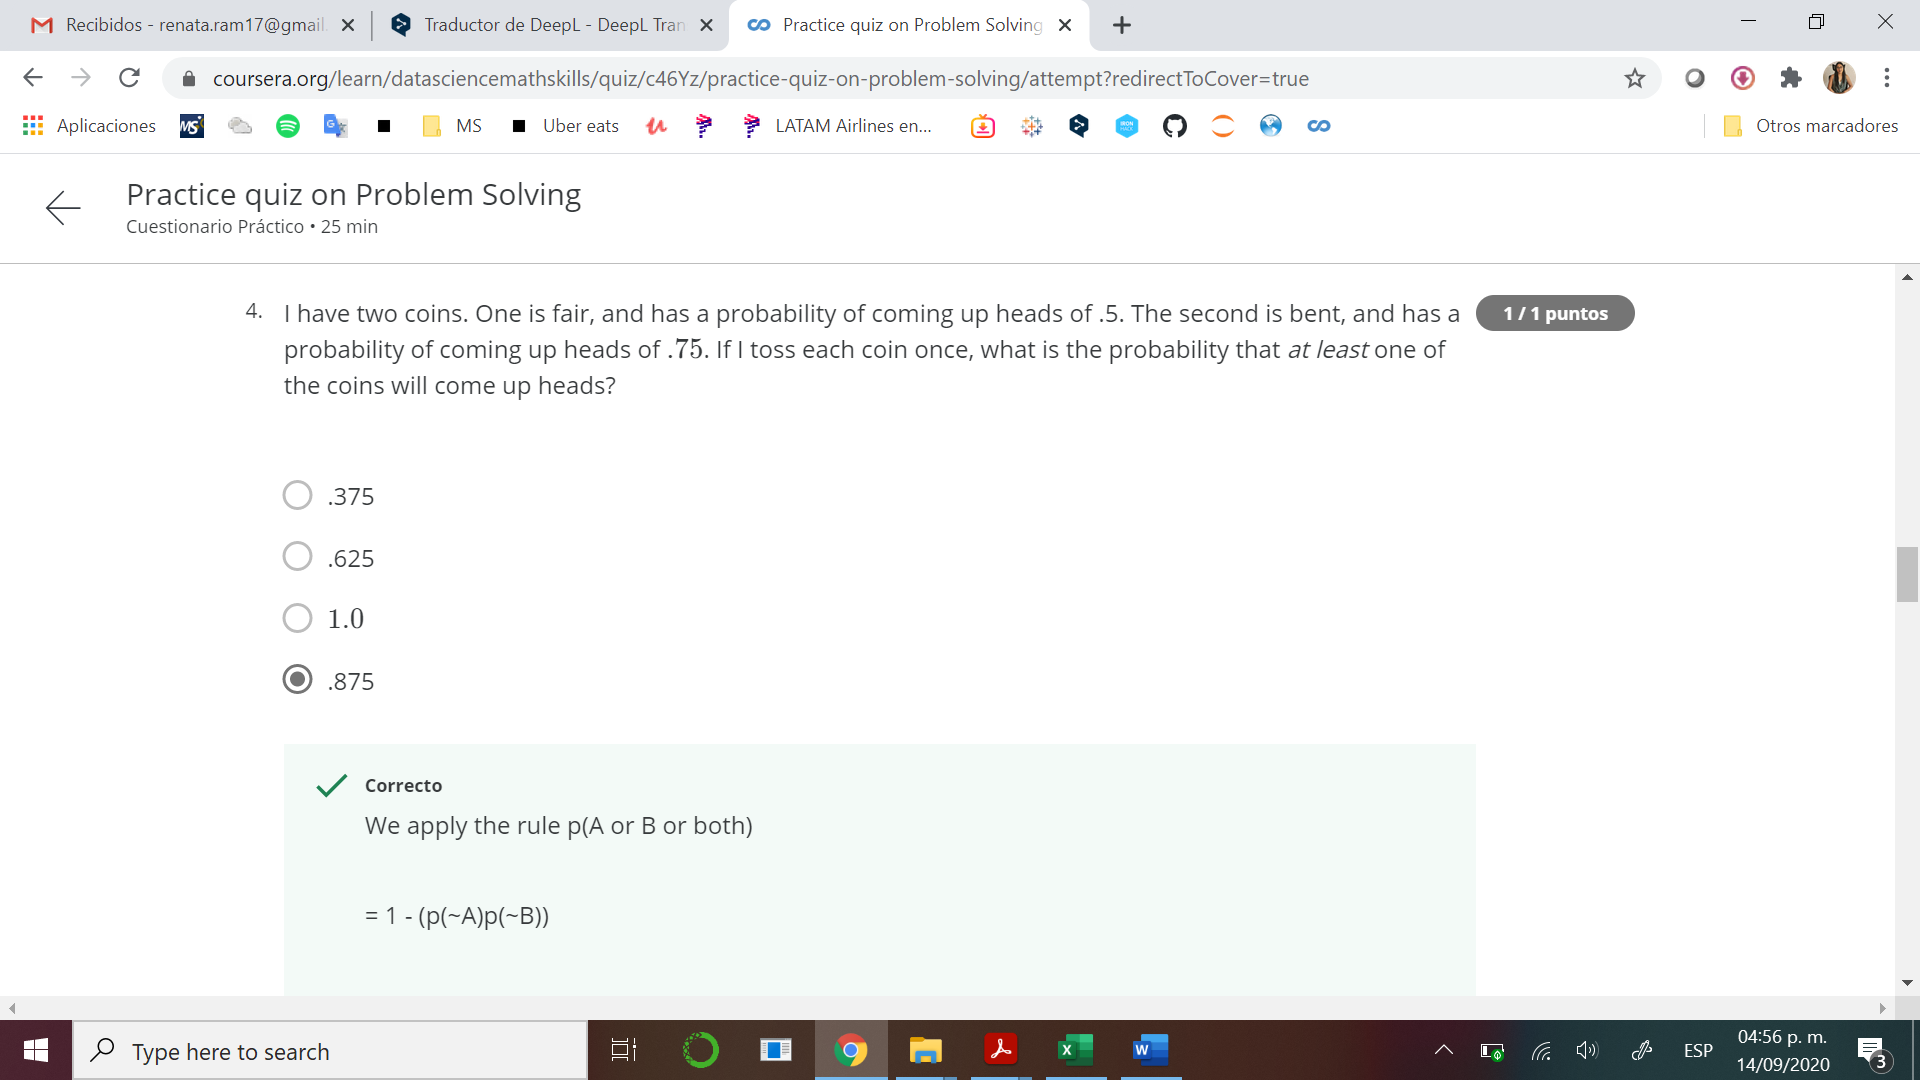 Recibidos - renata.ram17@gmail.
Traductor de DeepL - DeepL Tran
Practice quiz on Problem Solving
coursera.org/learn/datasciencemathskills/quiz/c46Yz/practice-quiz-on-problem-solving/attempt?redirectToCover=true
Aplicaciones
MS
MS
Uber eats
LATAM Airlines en...
Otros marcadores
Practice quiz on Problem Solving
Cuestionario Práctico • 25 min
4. I have two coins. One is fair, and has a probability of coming up heads of .5. The second is bent, and has a
1 / 1 puntos
probability of coming up heads of .75. If I toss each coin once, what is the probability that at least one of
the coins will come up heads?
.375
.625
1.0
.875
Correcto
We apply the rule p(A or B or both)
= 1 - (p(~A)p(~B))
Type here to search
ESP
04:56 p. m.
14/09/2020
3